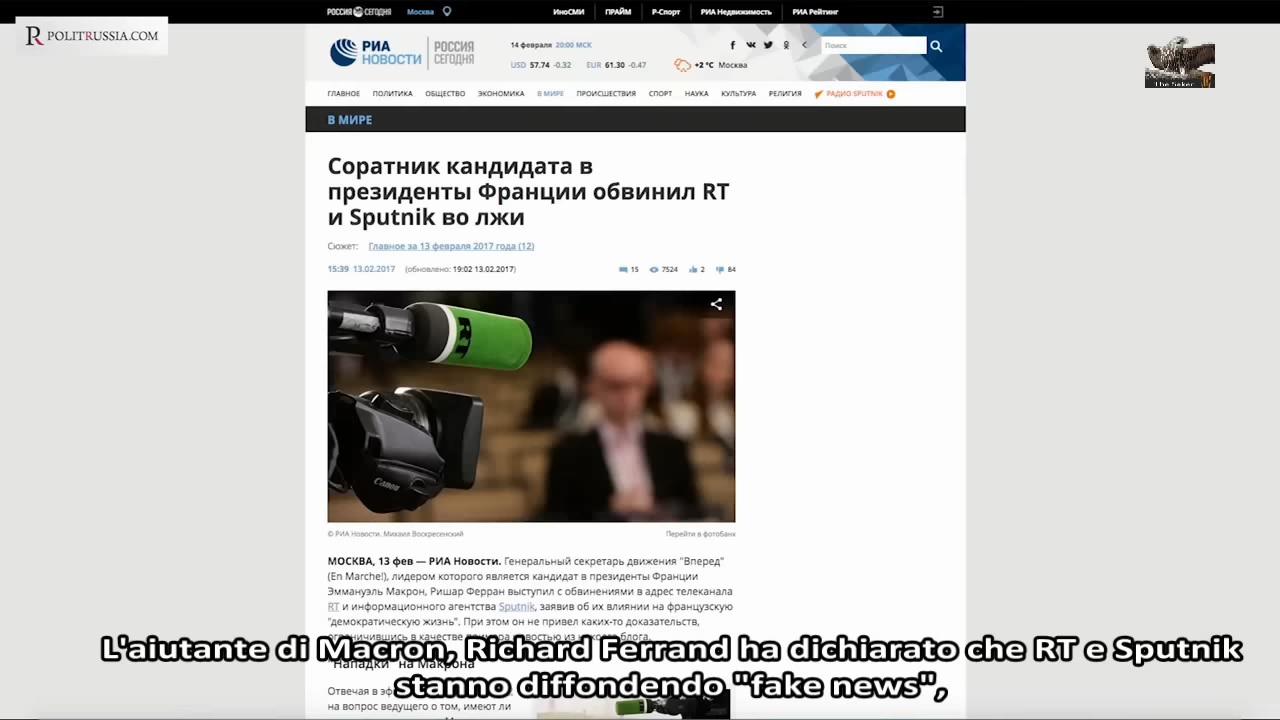 РОССИЯ СЕГОДНЯ Москва ИноСМИ ПРАЙМ Р-Спорт РИА Недвижимость РИА Рейтинг
R POLITRUSSIA.COM
РИА НОВОСТИ РОССИЯ СЕГОДНЯ
14 февраля 20:00 МСК
Поиск
USD 57.74 -0.32 EUR 61.30 -0.47 +2 °C Москва
The Saker
ГЛАВНОЕ ПОЛИТИКА ОБЩЕСТВО ЭКОНОМИКА В МИРЕ ПРОИСШЕСТВИЯ СПОРТ НАУКА КУЛЬТУРА РЕЛИГИЯ РАДИО SPUTNIK
В МИРЕ
Соратник кандидата в
президенты Франции обвинил RT
и Sputnik во лжи
Сюжет: Главное за 13 февраля 2017 года (12)
15:39 13.02.2017 (обновлено: 19:02 13.02.2017) 15 7524 2 84
RT
Canon
© РИА Новости. Михаил Воскресенский Перейти в фотобанк
МОСКВА, 13 фев — РИА Новости. Генеральный секретарь движения "Вперед"
(En Marche!), лидером которого является кандидат в президенты Франции
Эммануэль Макрон, Ришар Ферран выступил с обвинениями в адрес телеканала
RT и информационного агентства Sputnik, заявив об их влиянии на французскую
"демократическую жизнь". При этом он не привел каких-то доказательств,
"Нападки" на Макрона
Отвечая в эф
на вопрос ведущего о том, имеют ли
L'aiutante di Macron, Richard Ferrand ha dichiarato che RT e Sputnik
stanno diffondendo "fake news",